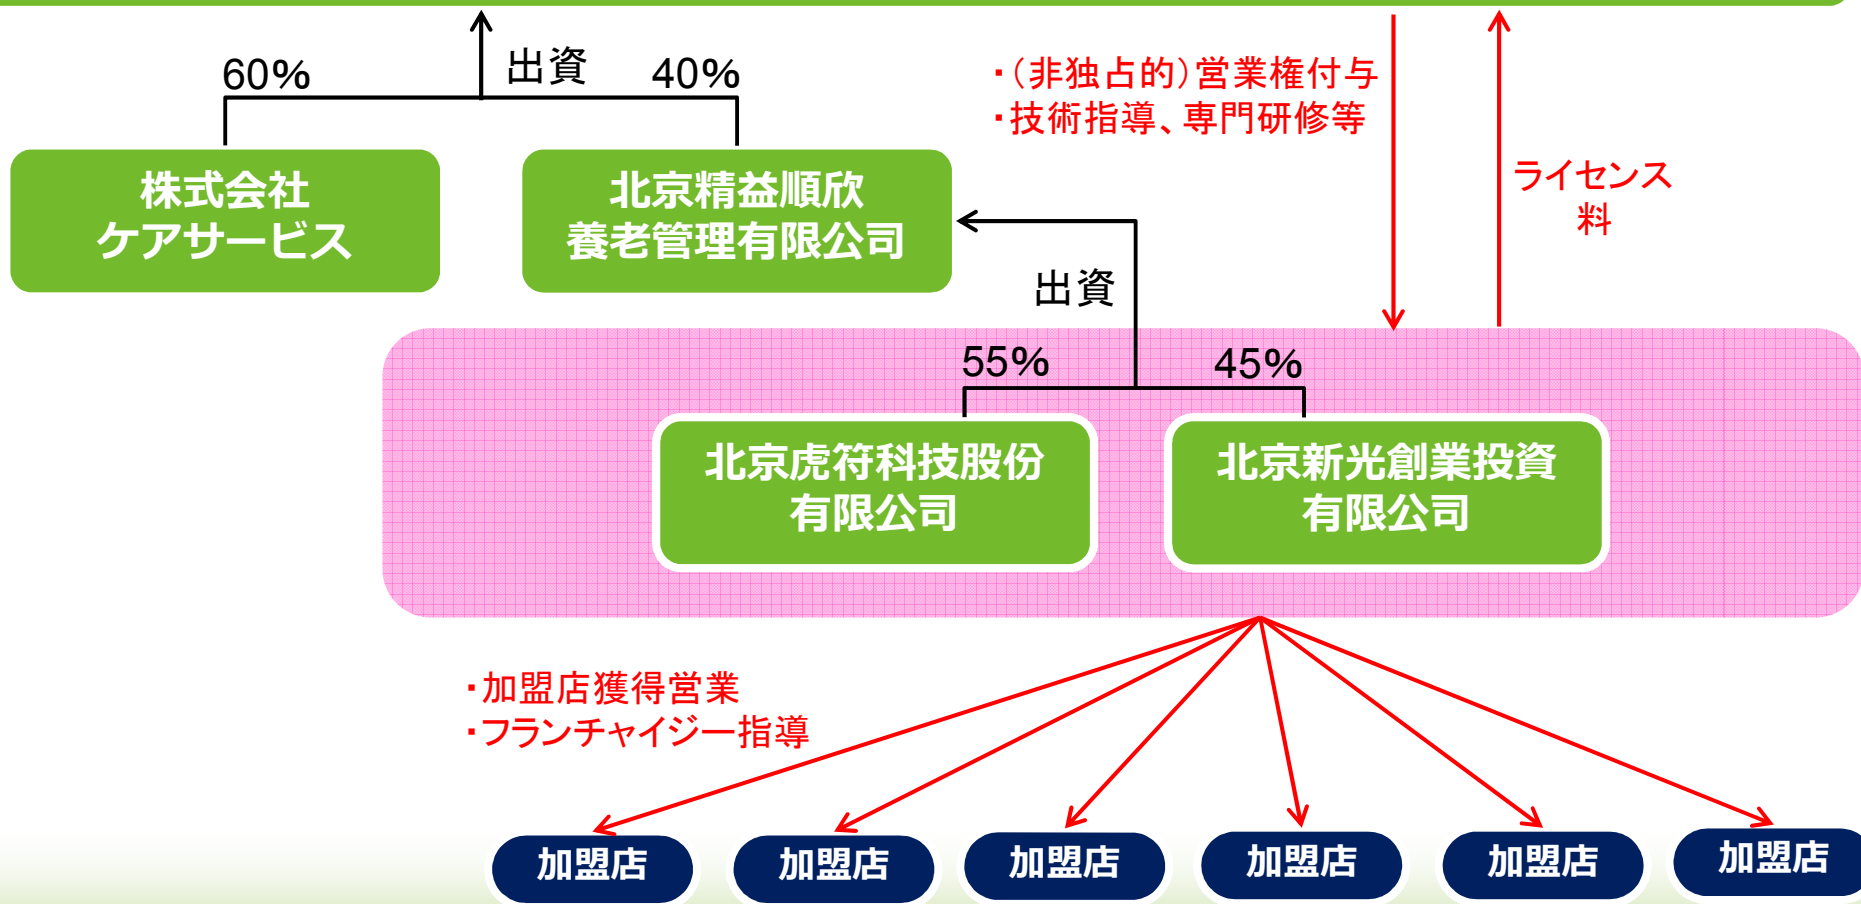 60%
出資
40%
・(非独占的)営業権付与
・技術指導、専門研修等
株式会社
ケアサービス
北京精益順欣
養老管理有限公司
ライセンス
料
出資
55%
45%
北京虎符科技股份
有限公司
北京新光創業投資
有限公司
・加盟店獲得営業
・フランチャイジー指導
加盟店
加盟店
加盟店
加盟店
加盟店
加盟店